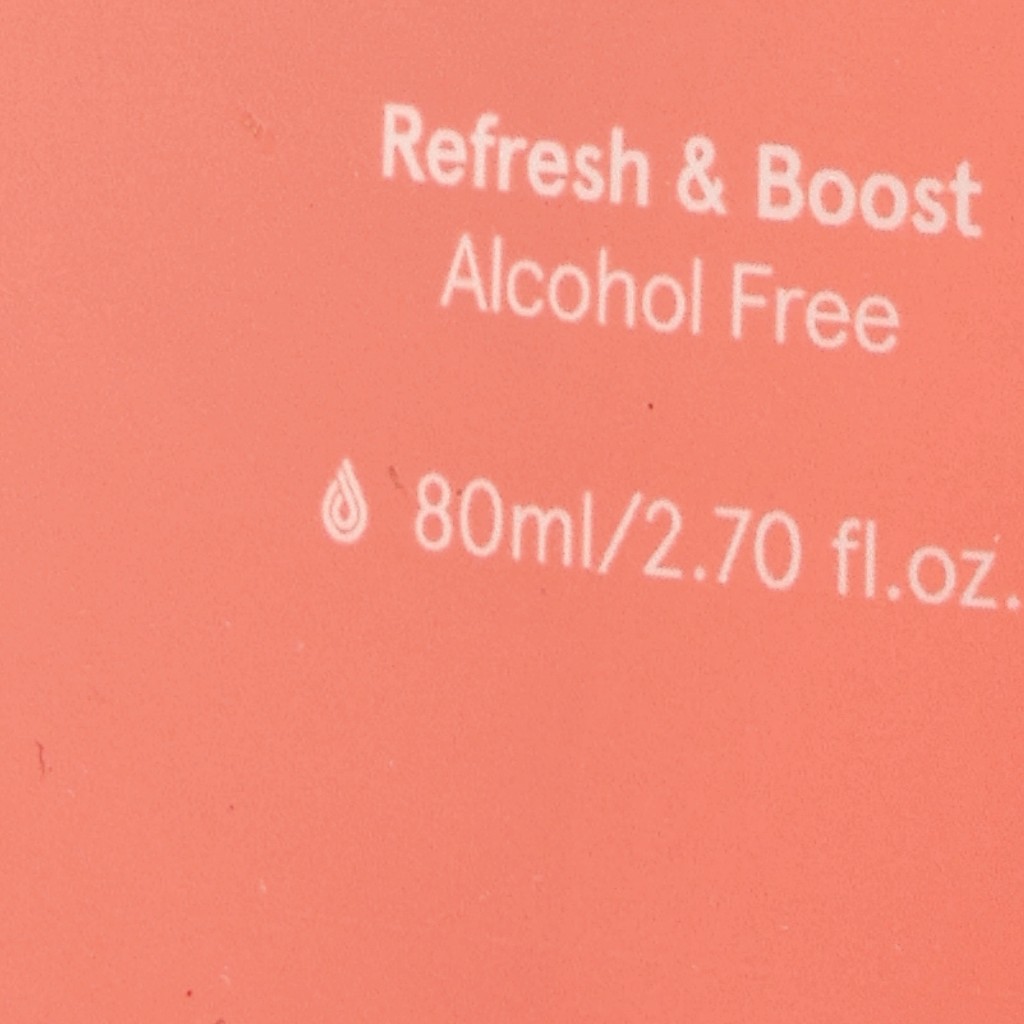 Refresh & Boost
Alcohol Free
80ml/2.70 fl.oz.